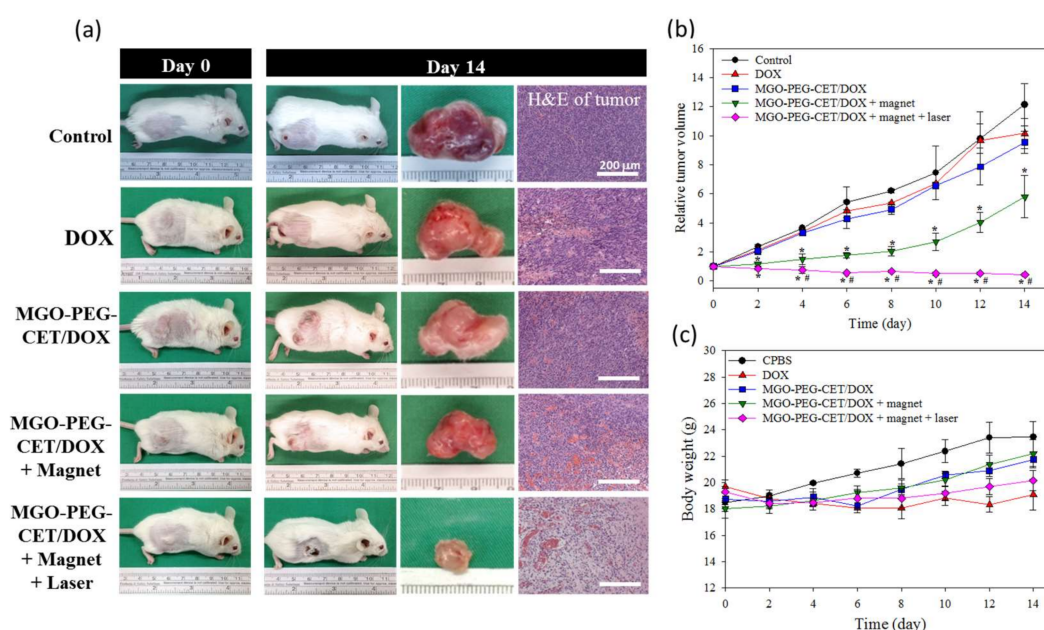 (a)
Day 0
Day 14
Control
H&E of tumor
200 μm
DOX
MGO-PEG-
CET/DOX
MGO-PEG-
CET/DOX
+ Magnet
MGO-PEG-
CET/DOX
+ Magnet
+ Laser
(b)
Relative tumor volume
16
14
12
10
8
6
4
2
0
Control
DOX
MGO-PEG-CET/DOX
MGO-PEG-CET/DOX + magnet
MGO-PEG-CET/DOX + magnet + laser
* * * * * * *
* *# *# *# *# *# *#
0 2 4 6 8 10 12 14
Time (day)
(c)
Body weight (g)
30
28
26
24
22
20
18
16
14
12
CPBS
DOX
MGO-PEG-CET/DOX
MGO-PEG-CET/DOX + magnet
MGO-PEG-CET/DOX + magnet + laser
0 2 4 6 8 10 12 14
Time (day)